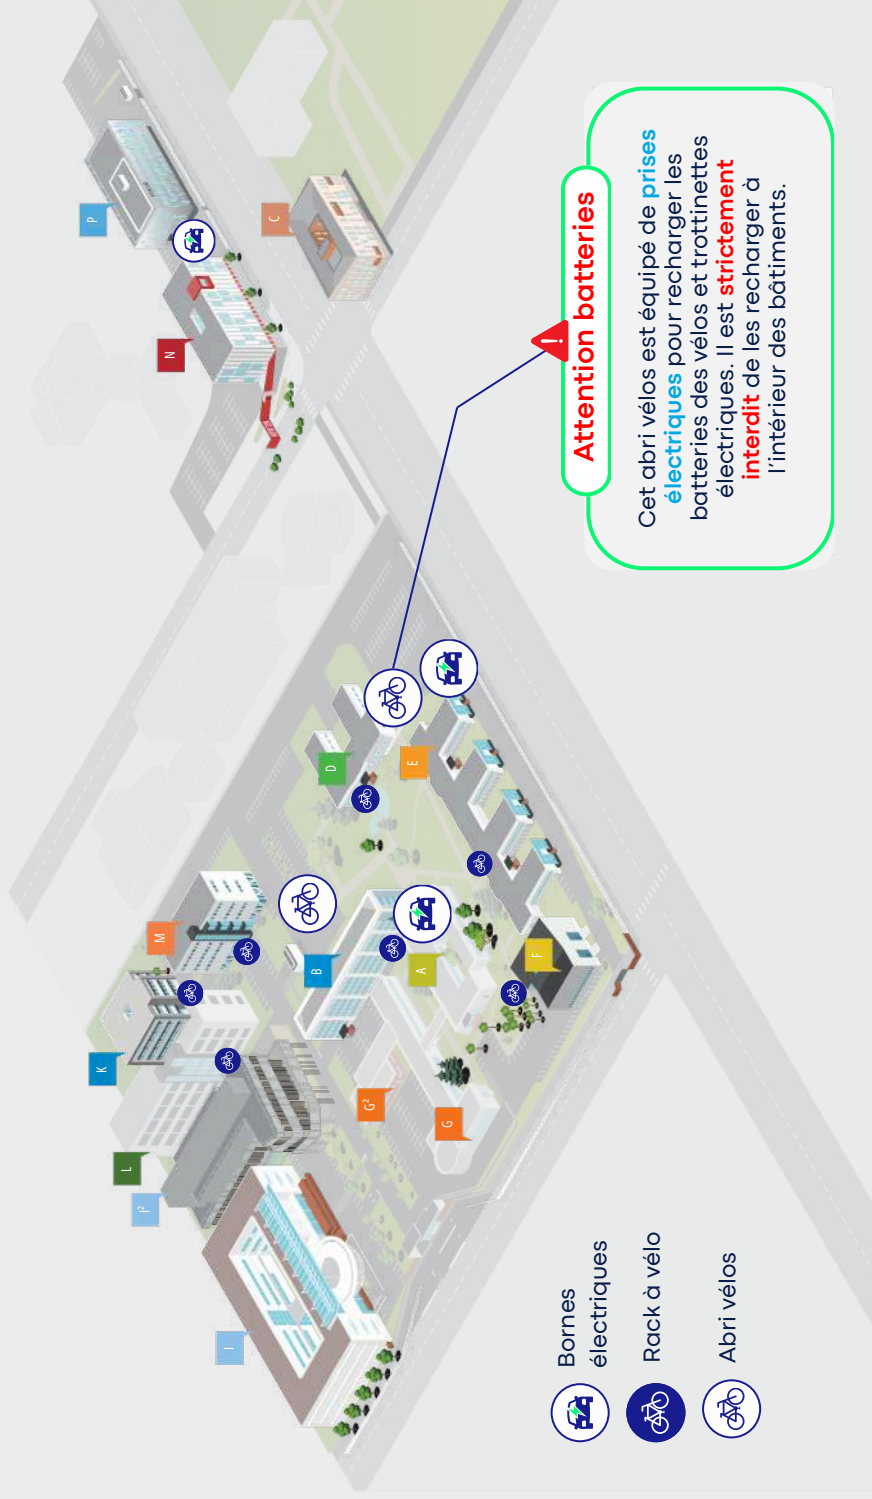 P
K
L
I²
M
N
I
C
B
D
G²
E
A
G
F
Bornes
électriques
Rack à vélo
Abri vélos
Attention batteries
Cet abri vélos est équipé de prises
électriques pour recharger les
batteries des vélos et trottinettes
électriques. Il est strictement
interdit de les recharger à
l'intérieur des bâtiments.